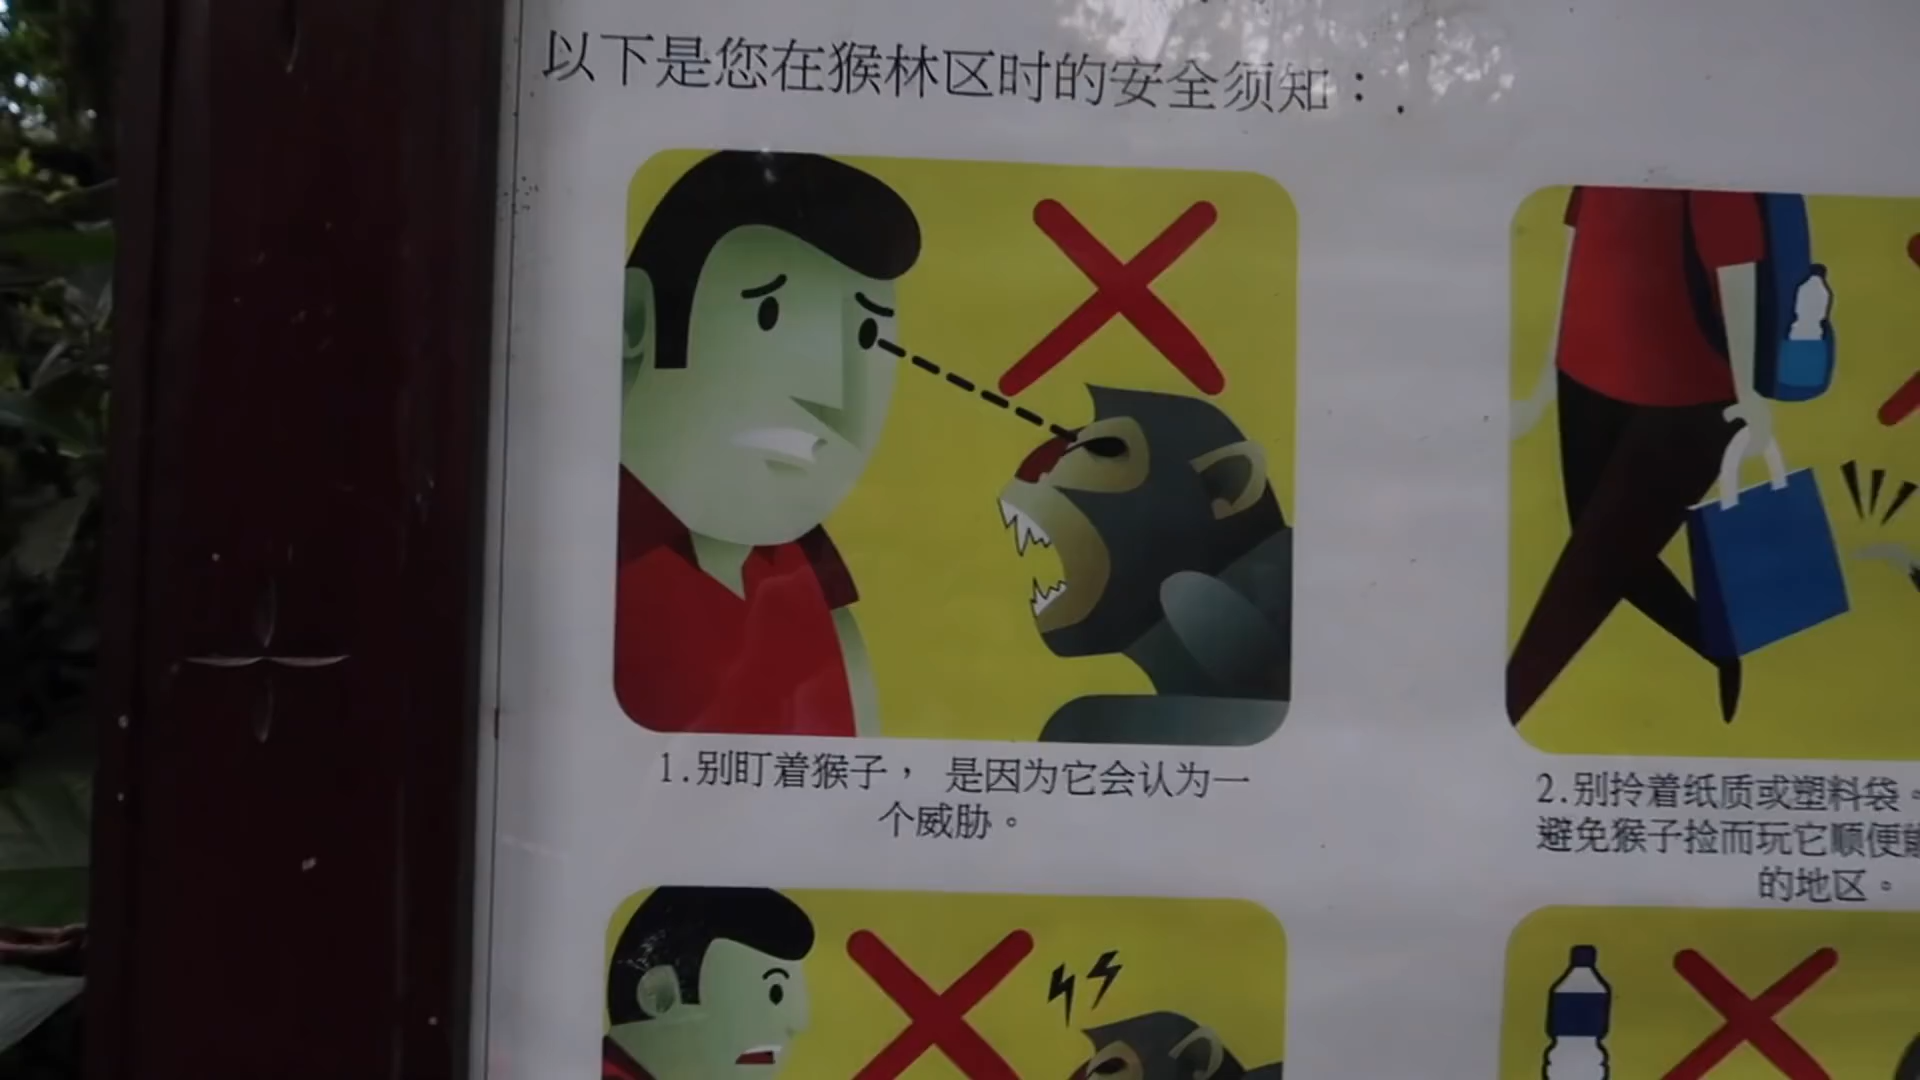 以下是您在猴林区时的安全须知：
1.别盯着猴子， 是因为它会认为一
个威胁。
2.别拎着纸质或塑料袋。
避免猴子捡而玩它顺便
的地区。